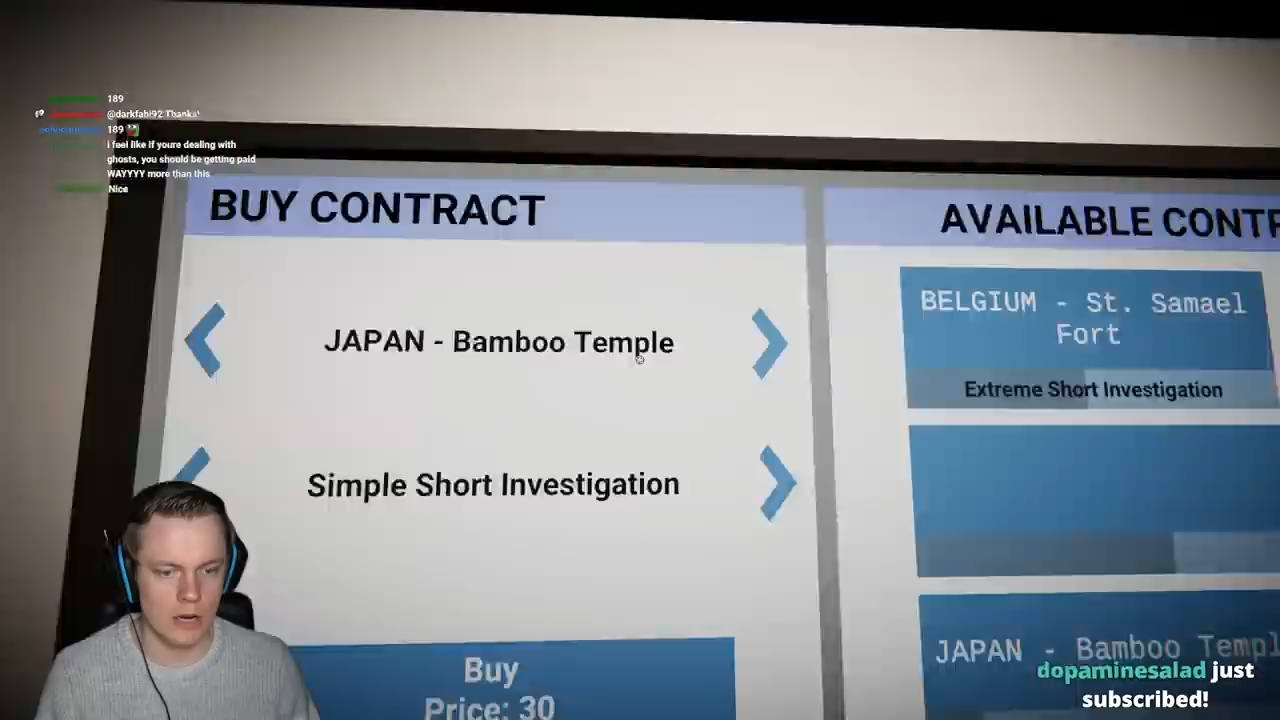 189
@darkfabi92 Thanks!
189
i feel like if youre dealing with
ghosts, you should be getting paid
WAYYYY more than this
Nice
BUY CONTRACT
AVAILABLE CONTR
JAPAN - Bamboo Temple
BELGIUM - St. Samael
Fort
Extreme Short Investigation
Simple Short Investigation
Buy
Price: 30
JAPAN - Bamboo Templ
dopaminesalad just
subscribed!